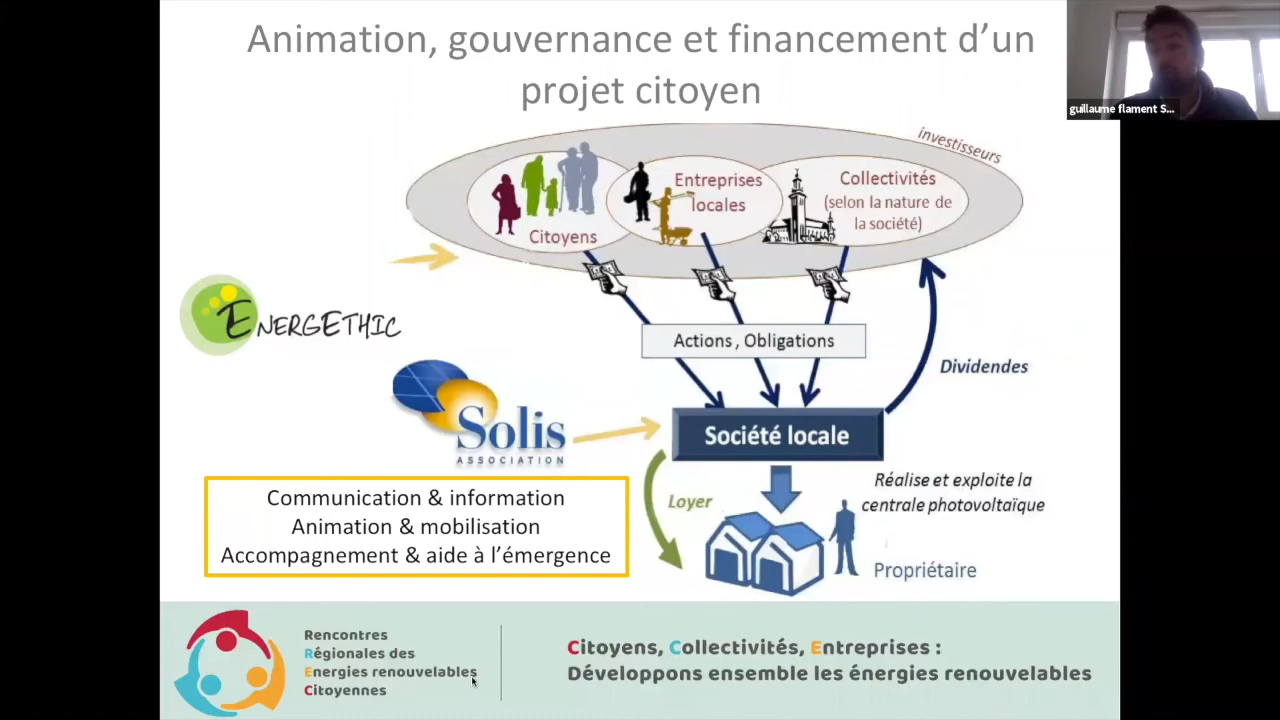 Animation, gouvernance et financement d’un
projet citoyen
guillaume flament S...
investisseurs
Citoyens
Entreprises
locales
Collectivités
(selon la nature de
la société)
ENERGETHIC
Actions , Obligations
Dividendes
Solis
ASSOCIATION
Société locale
Communication & information
Animation & mobilisation
Accompagnement & aide à l’émergence
Loyer
Réalise et exploite la
centrale photovoltaïque
Propriétaire
Rencontres
Régionales des
Energies renouvelables
Citoyennes
Citoyens, Collectivités, Entreprises :
Développons ensemble les énergies renouvelables